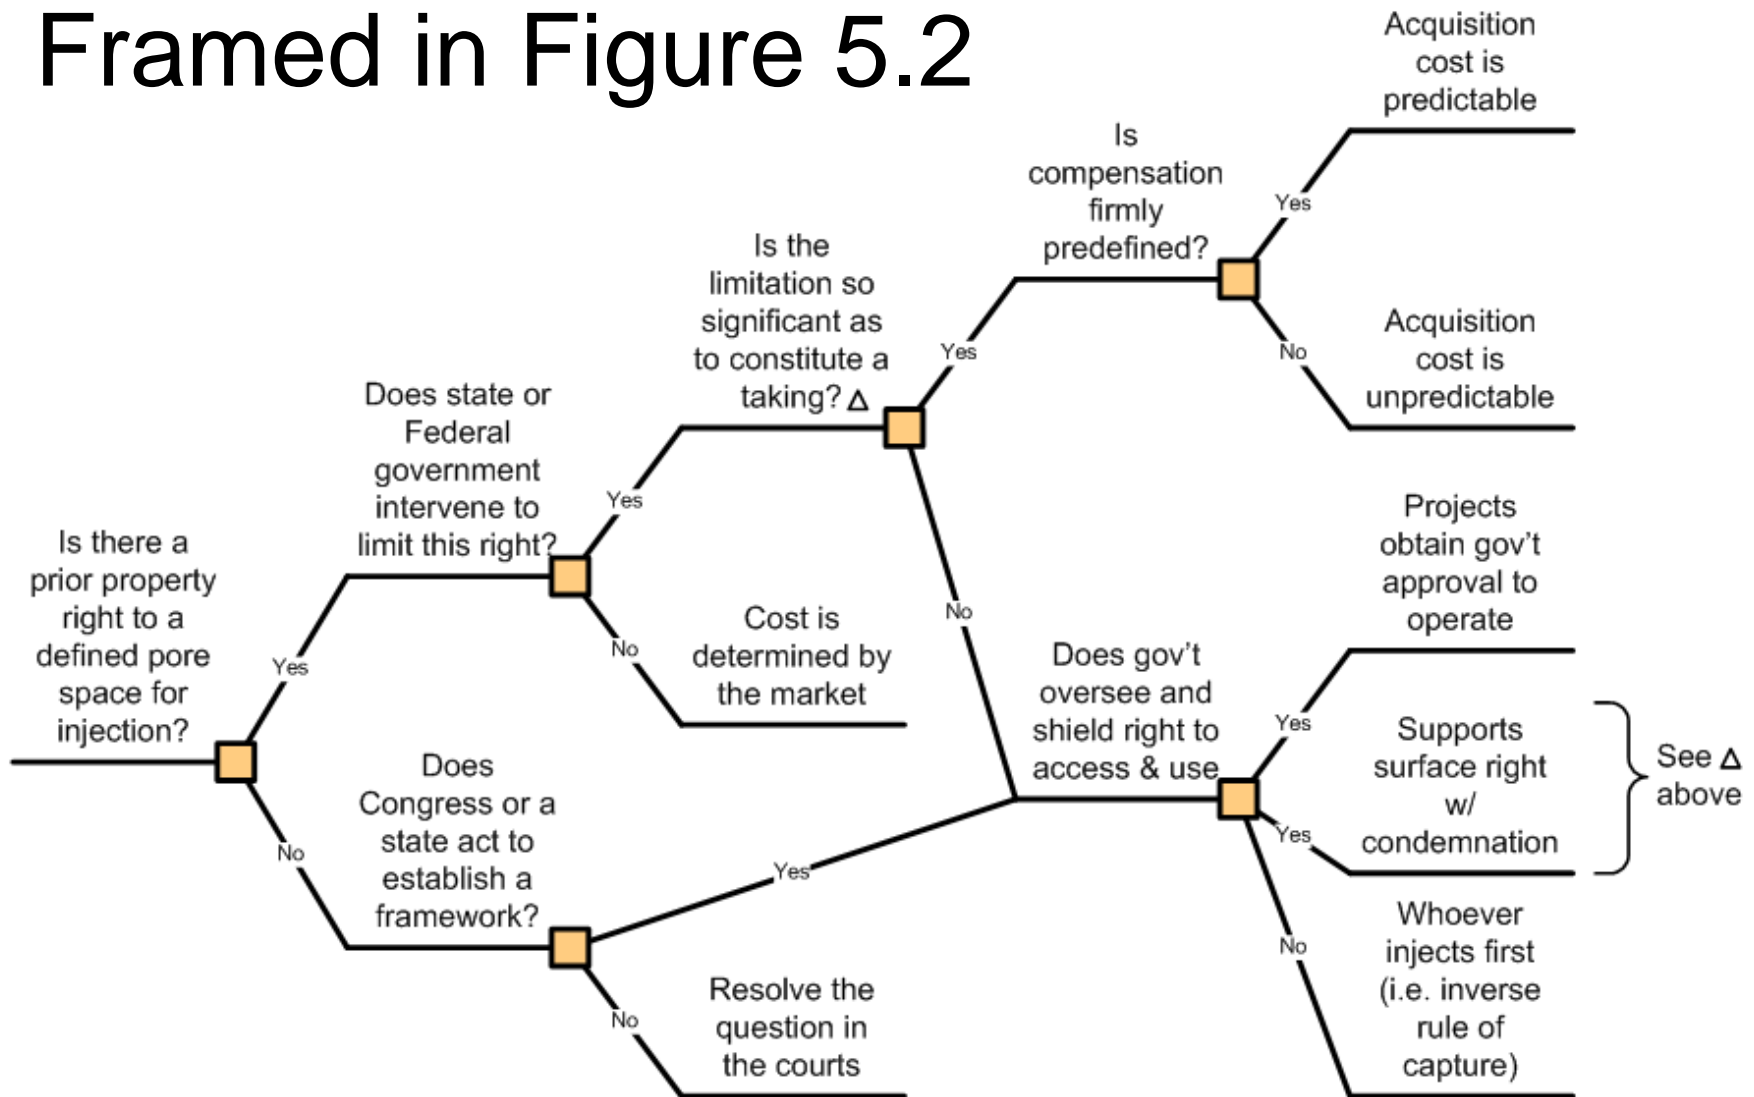 Framed in Figure 5.2
Is there a
prior property
right to a
defined pore
space for
injection?
Yes
No
Does state or
Federal
government
intervene to
limit this right?
Yes
No
Does
Congress or a
state act to
establish a
framework?
Yes
No
Is the
limitation so
significant as
to constitute a
taking? Δ
Yes
No
Cost is
determined by
the market
Resolve the
question in
the courts
Is
compensation
firmly
predefined?
Yes
No
Does gov't
oversee and
shield right to
access & use
Yes
Yes
No
Acquisition
cost is
predictable
Acquisition
cost is
unpredictable
Projects
obtain gov't
approval to
operate
Supports
surface right
w/
condemnation
See Δ
above
Whoever
injects first
(i.e. inverse
rule of
capture)